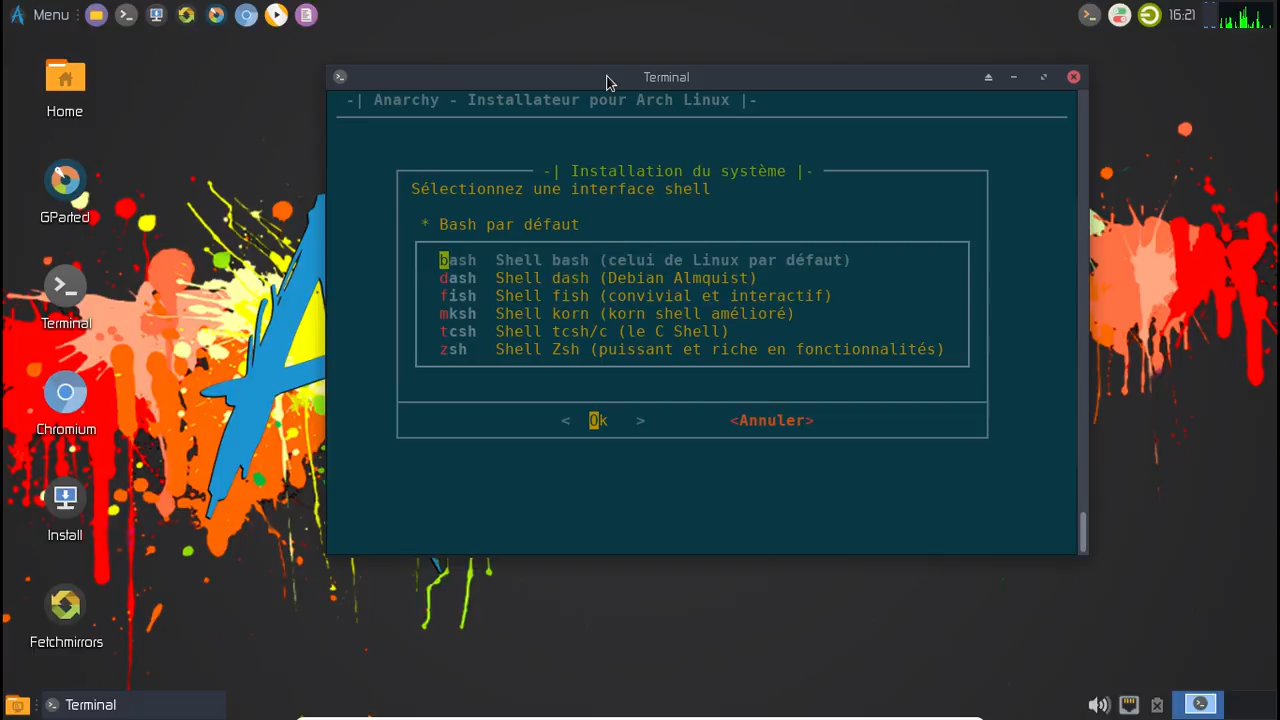 Menu
16:21
Home
GParted
Terminal
Chromium
Install
Fetchmirrors
Terminal
-| Anarchy - Installateur pour Arch Linux |-
-| Installation du système |-
Sélectionnez une interface shell
* Bash par défaut
bash Shell bash (celui de Linux par défaut)
dash Shell dash (Debian Almquist)
fish Shell fish (convivial et interactif)
mksh Shell korn (korn shell amélioré)
tcsh Shell tcsh/c (le C Shell)
zsh Shell Zsh (puissant et riche en fonctionnalités)
< Ok > <Annuler>
Terminal